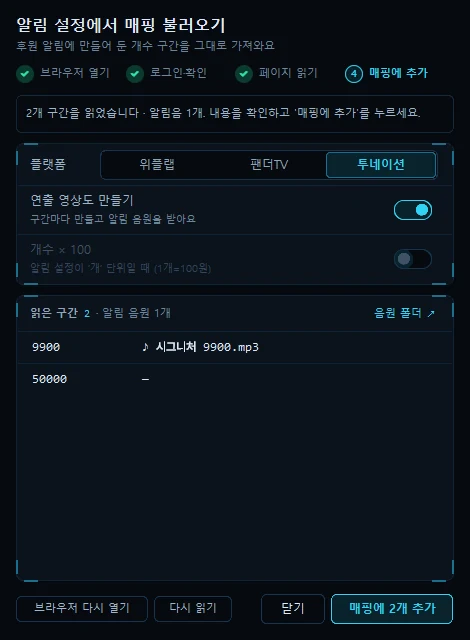 알림 설정에서 매핑 불러오기
후원 알림에 만들어 둔 개수 구간을 그대로 가져와요
브라우저 열기 로그인·확인 페이지 읽기 4 매핑에 추가
2개 구간을 읽었습니다 · 알림음 1개. 내용을 확인하고 '매핑에 추가'를 누르세요.
플랫폼 위플랩 팬더TV 투네이션
연출 영상도 만들기
구간마다 만들고 알림 음원을 받아요
개수 × 100
알림 설정이 '개' 단위일 때 (1개=100원)
읽은 구간 2 · 알림 음원 1개 음원 폴더 ↗
9900 ♪ 시그니처 9900.mp3
50000 —
브라우저 다시 열기 다시 읽기 닫기 매핑에 2개 추가